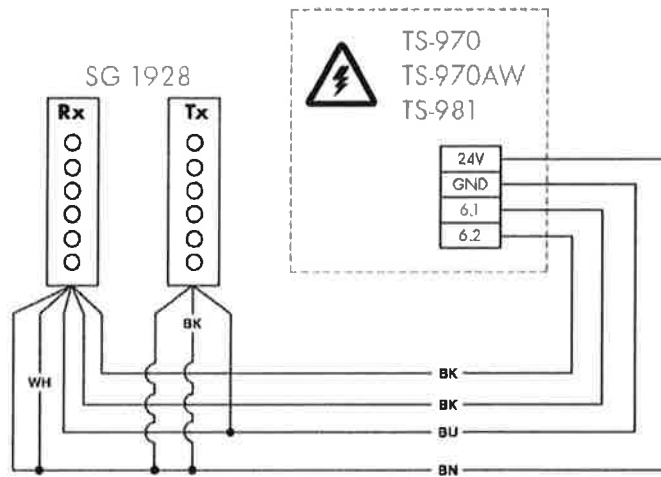 SG 1928
Rx
Tx
TS-970
TS-970AW
TS-981
24V
GND
6.1
6.2
BK
WH
BK
BK
BU
BN